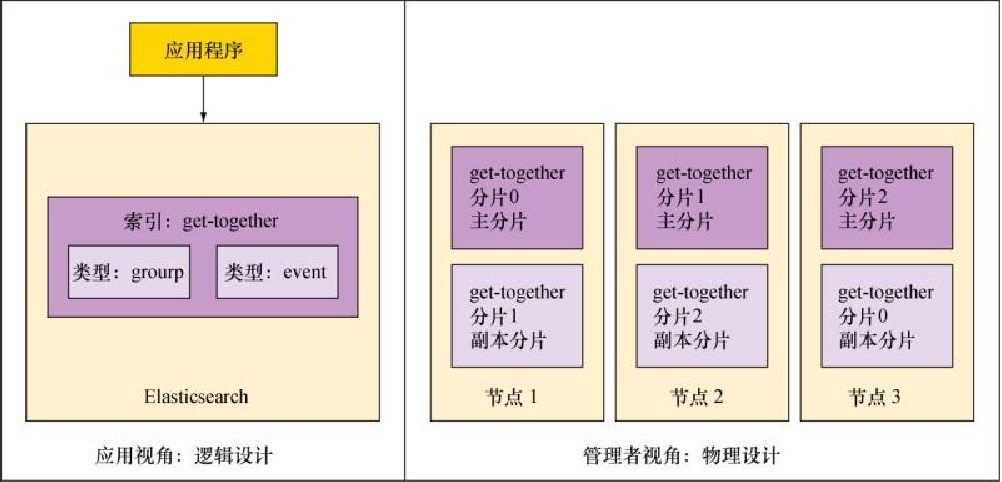 应用程序
索引：get-together
类型：grourp
类型：event
Elasticsearch
应用视角：逻辑设计
get-together
分片0
主分片
get-together
分片1
副本分片
节点 1
get-together
分片1
主分片
get-together
分片2
副本分片
节点 2
get-together
分片2
主分片
get-together
分片0
副本分片
节点 3
管理者视角：物理设计